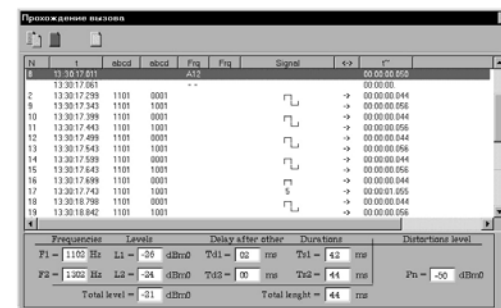 Прохождение вызова
N t abcd abcd Frq Frq Signal <-> t~
8 13:30:17.011 A12 00:00:00.050
13:30:17.061 - - 00:00:00.
2 13:30:17.299 1101 0001 -> 00:00:00.044
9 13:30:17.343 1101 1001 -> 00:00:00.056
10 13:30:17.399 1101 0001 -> 00:00:00.044
11 13:30:17.443 1101 1001 -> 00:00:00.056
12 13:30:17.499 1101 0001 -> 00:00:00.044
13 13:30:17.543 1101 1001 -> 00:00:00.056
14 13:30:17.599 1101 0001 -> 00:00:00.044
15 13:30:17.643 1101 1001 -> 00:00:00.056
16 13:30:17.699 1101 0001 -> 00:00:00.044
17 13:30:17.743 1101 1001 5 -> 00:00:01.055
18 13:30:18.798 1101 0001 -> 00:00:00.044
19 13:30:18.842 1101 1001 -> 00:00:00.056
Frequencies Levels Delay after other Durations Distortions level
F1 = 1102 Hz L1 = -26 dBm0 Td1 = 02 ms Ts1 = 42 ms
F2 = 1302 Hz L2 = -24 dBm0 Td2 = 00 ms Ts2 = 44 ms Pn = -50 dBm0
Total level = -21 dBm0 Total lenght = 44 ms